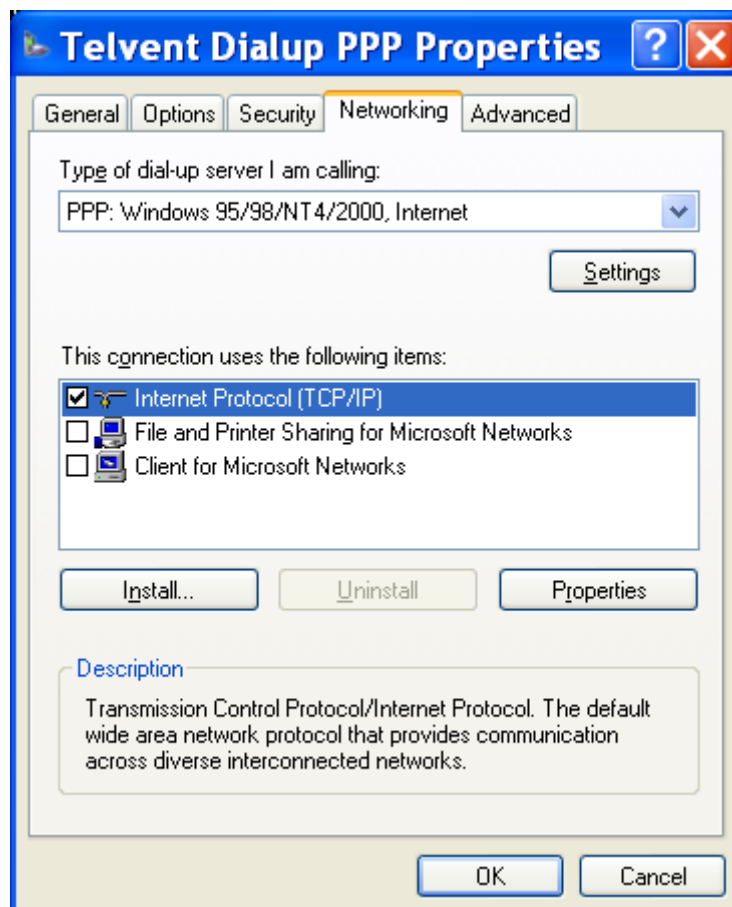 Telvent Dialup PPP Properties
General Options Security Networking Advanced
Type of dial-up server I am calling:
PPP: Windows 95/98/NT4/2000, Internet
Settings
This connection uses the following items:
Internet Protocol (TCP/IP)
File and Printer Sharing for Microsoft Networks
Client for Microsoft Networks
Install... Uninstall Properties
Description
Transmission Control Protocol/Internet Protocol. The default
wide area network protocol that provides communication
across diverse interconnected networks.
OK Cancel